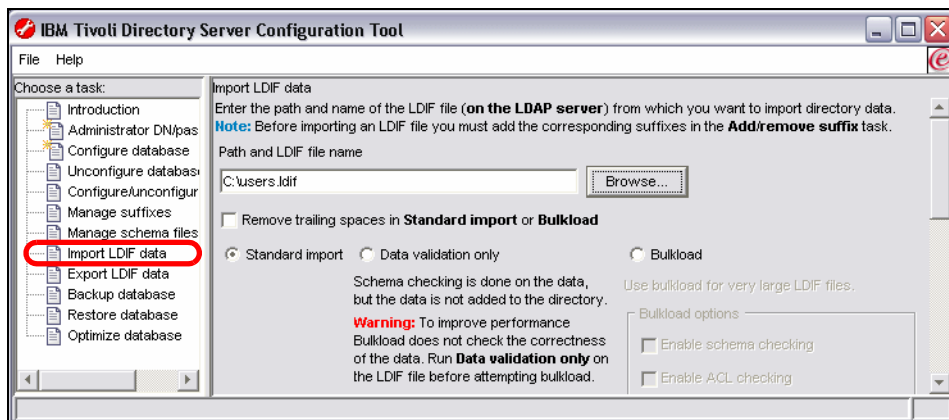 IBM Tivoli Directory Server Configuration Tool
File Help
Choose a task:
Introduction
Administrator DN/pas
Configure database
Unconfigure databas
Configure/unconfigur
Manage suffixes
Manage schema files
Import LDIF data
Export LDIF data
Backup database
Restore database
Optimize database
Import LDIF data
Enter the path and name of the LDIF file (on the LDAP server) from which you want to import directory data.
Note: Before importing an LDIF file you must add the corresponding suffixes in the Add/remove suffix task.
Path and LDIF file name
C:\users.ldif
Browse...
Remove trailing spaces in Standard import or Bulkload
Standard import
Data validation only
Schema checking is done on the data,
but the data is not added to the directory.
Warning: To improve performance
Bulkload does not check the correctness
of the data. Run Data validation only on
the LDIF file before attempting bulkload.
Bulkload
Use bulkload for very large LDIF files.
Bulkload options
Enable schema checking
Enable ACL checking